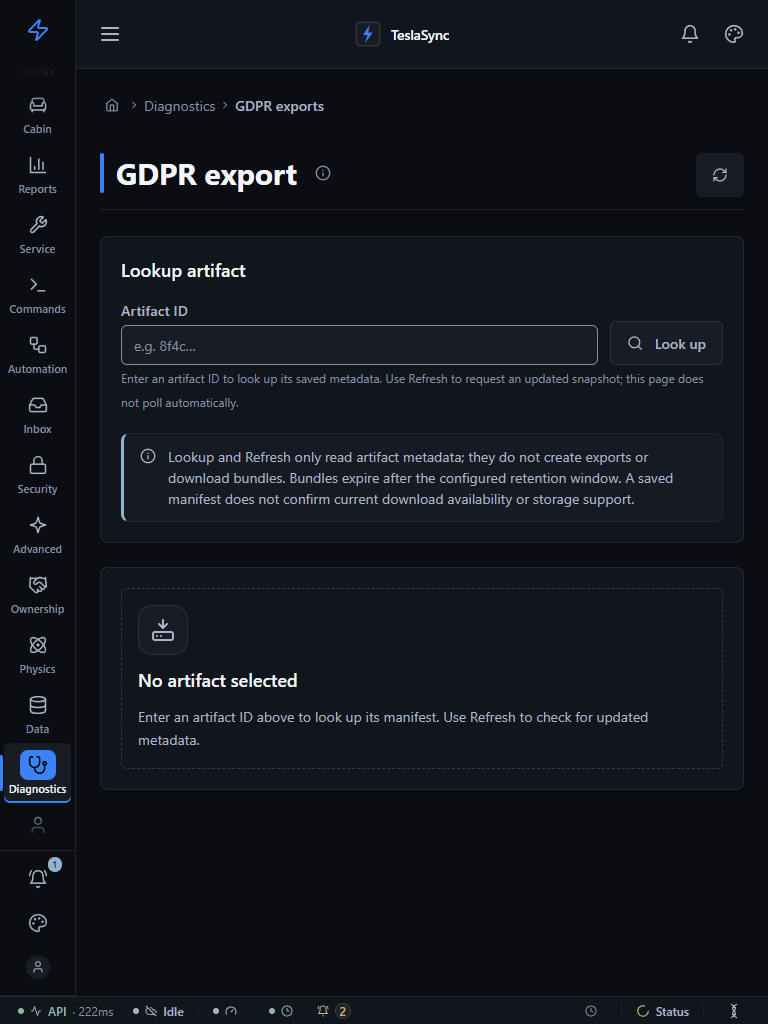 TeslaSync
Energy
Cabin
Reports
Service
Commands
Automation
Inbox
Security
Advanced
Ownership
Physics
Data
Diagnostics
1
Diagnostics
GDPR exports
GDPR export
Lookup artifact
Artifact ID
e.g. 8f4c...
Look up
Enter an artifact ID to look up its saved metadata. Use Refresh to request an updated snapshot; this page does
not poll automatically.
Lookup and Refresh only read artifact metadata; they do not create exports or
download bundles. Bundles expire after the configured retention window. A saved
manifest does not confirm current download availability or storage support.
No artifact selected
Enter an artifact ID above to look up its manifest. Use Refresh to check for updated
metadata.
API · 222ms
Idle
2
Status